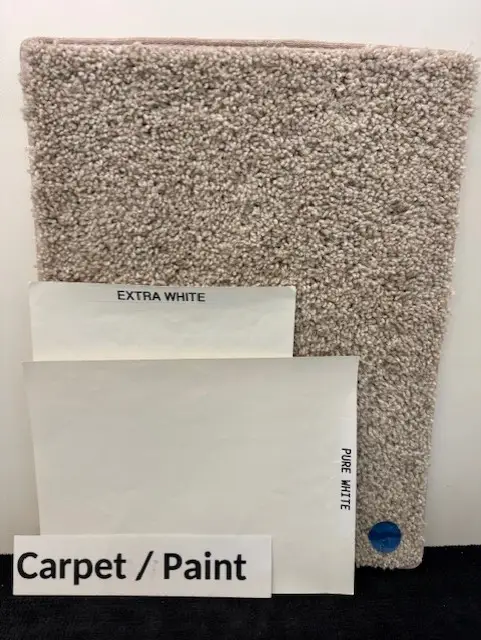 EXTRA WHITE
PURE WHITE
Carpet / Paint